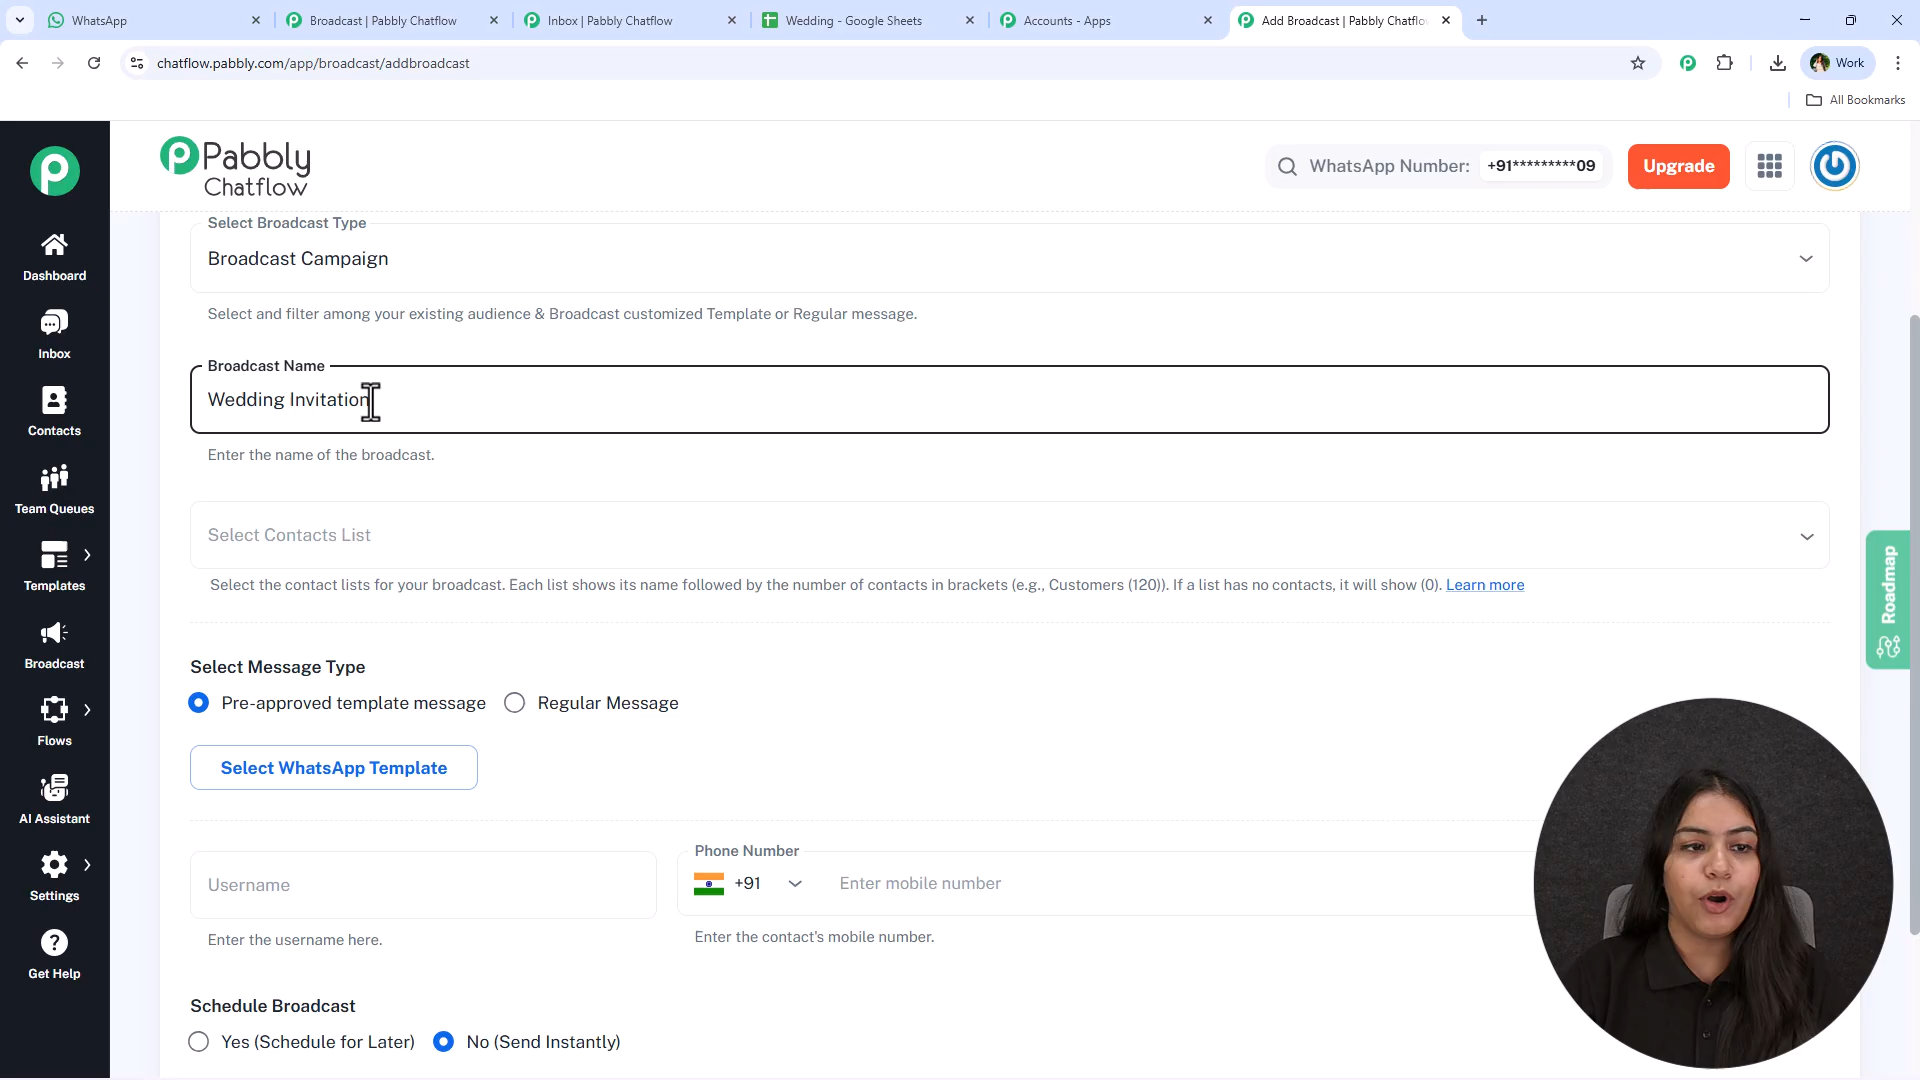 WhatsApp
Broadcast | Pabbly Chatflow
Inbox | Pabbly Chatflow
Wedding - Google Sheets
Accounts - Apps
Add Broadcast | Pabbly Chatflo
chatflow.pabbly.com/app/broadcast/addbroadcast
Work
All Bookmarks
Pabbly
Chatflow
WhatsApp Number: +91*********09
Upgrade
Dashboard
Inbox
Contacts
Team Queues
Templates
Broadcast
Flows
AI Assistant
Settings
Get Help
Select Broadcast Type
Broadcast Campaign
Select and filter among your existing audience & Broadcast customized Template or Regular message.
Broadcast Name
Wedding Invitation
Enter the name of the broadcast.
Select Contacts List
Select the contact lists for your broadcast. Each list shows its name followed by the number of contacts in brackets (e.g., Customers (120)). If a list has no contacts, it will show (0). Learn more
Select Message Type
Pre-approved template message
Regular Message
Select WhatsApp Template
Username
Enter the username here.
Phone Number
+91
Enter mobile number
Enter the contact's mobile number.
Schedule Broadcast
Yes (Schedule for Later)
No (Send Instantly)
Roadmap